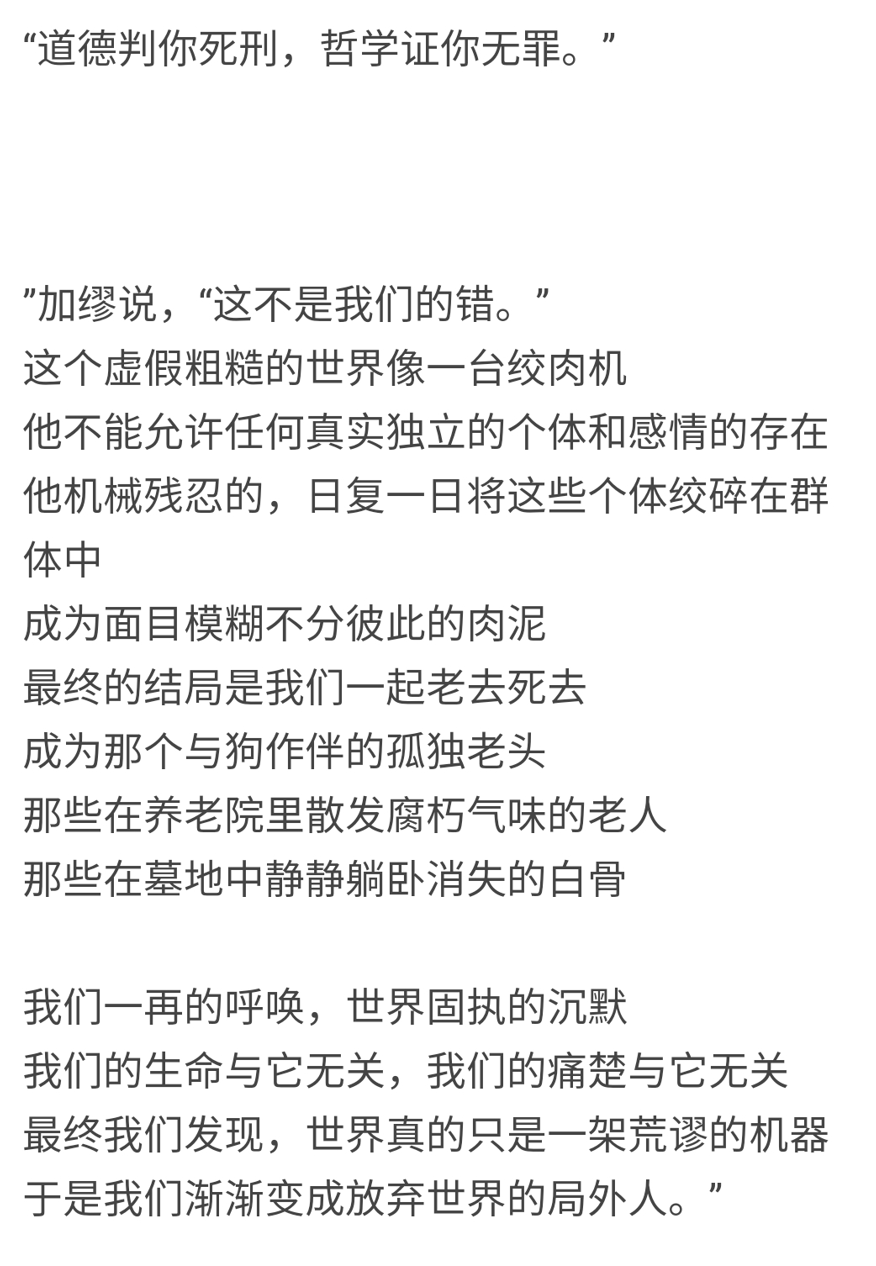 “道德判你死刑，哲学证你无罪。”
”加缪说，“这不是我们的错。”
这个虚假粗糙的世界像一台绞肉机
他不能允许任何真实独立的个体和感情的存在
他机械残忍的，日复一日将这些个体绞碎在群
体中
成为面目模糊不分彼此的肉泥
最终的结局是我们一起老去死去
成为那个与狗作伴的孤独老头
那些在养老院里散发腐朽气味的老人
那些在墓地中静静躺卧消失的白骨
我们一再的呼唤，世界固执的沉默
我们的生命与它无关，我们的痛楚与它无关
最终我们发现，世界真的只是一架荒谬的机器
于是我们渐渐变成放弃世界的局外人。”